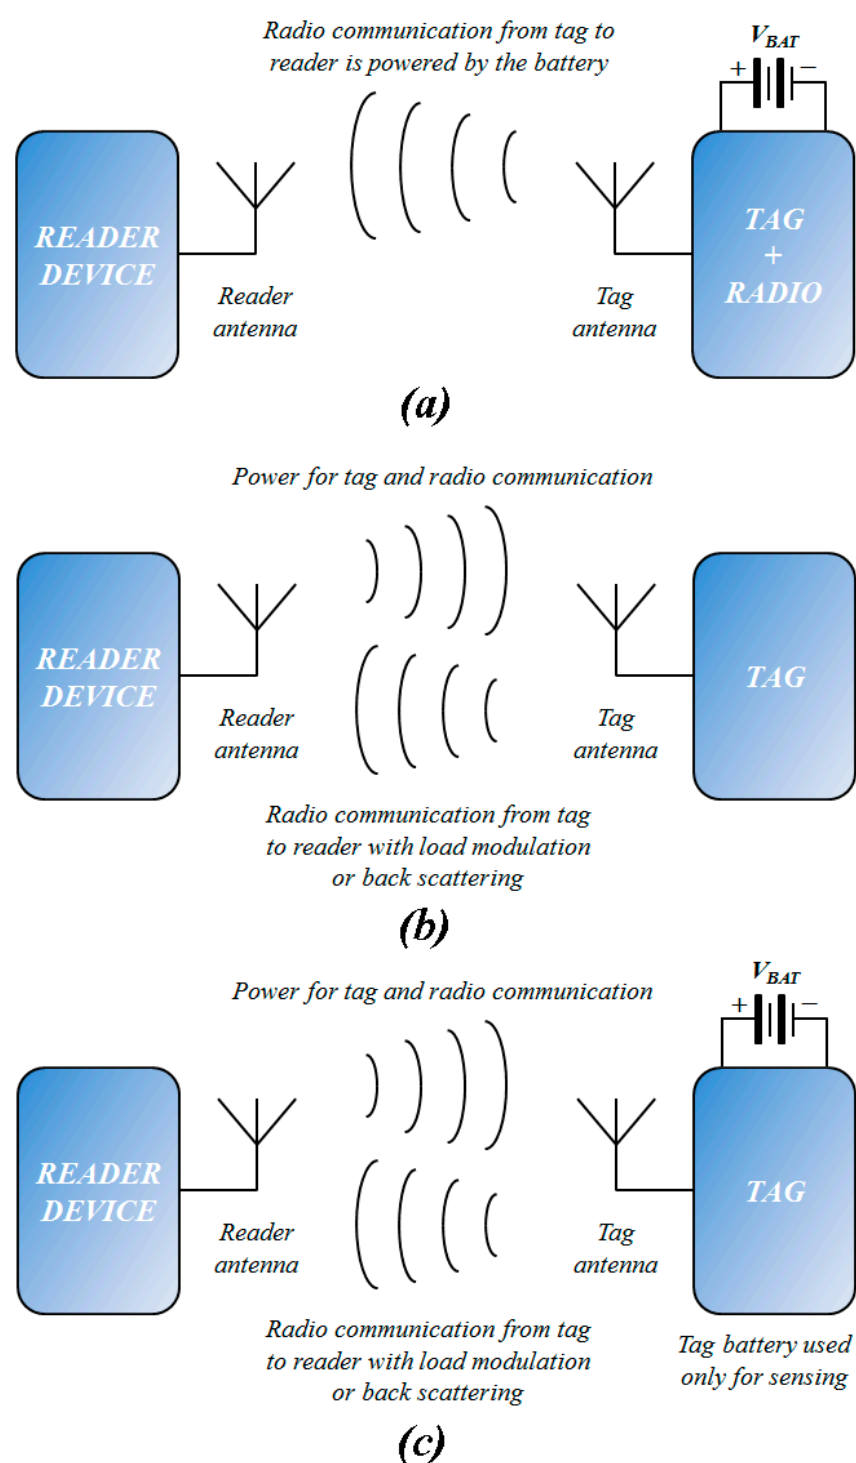 Radio communication from tag to
reader is powered by the battery
V_BAT
+ −
READER
DEVICE
Reader
antenna
Tag
antenna
TAG
+
RADIO
(a)
Power for tag and radio communication
READER
DEVICE
Reader
antenna
Tag
antenna
TAG
Radio communication from tag
to reader with load modulation
or back scattering
(b)
V_BAT
Power for tag and radio communication
+ −
READER
DEVICE
Reader
antenna
Tag
antenna
TAG
Radio communication from tag
to reader with load modulation
or back scattering
Tag battery used
only for sensing
(c)